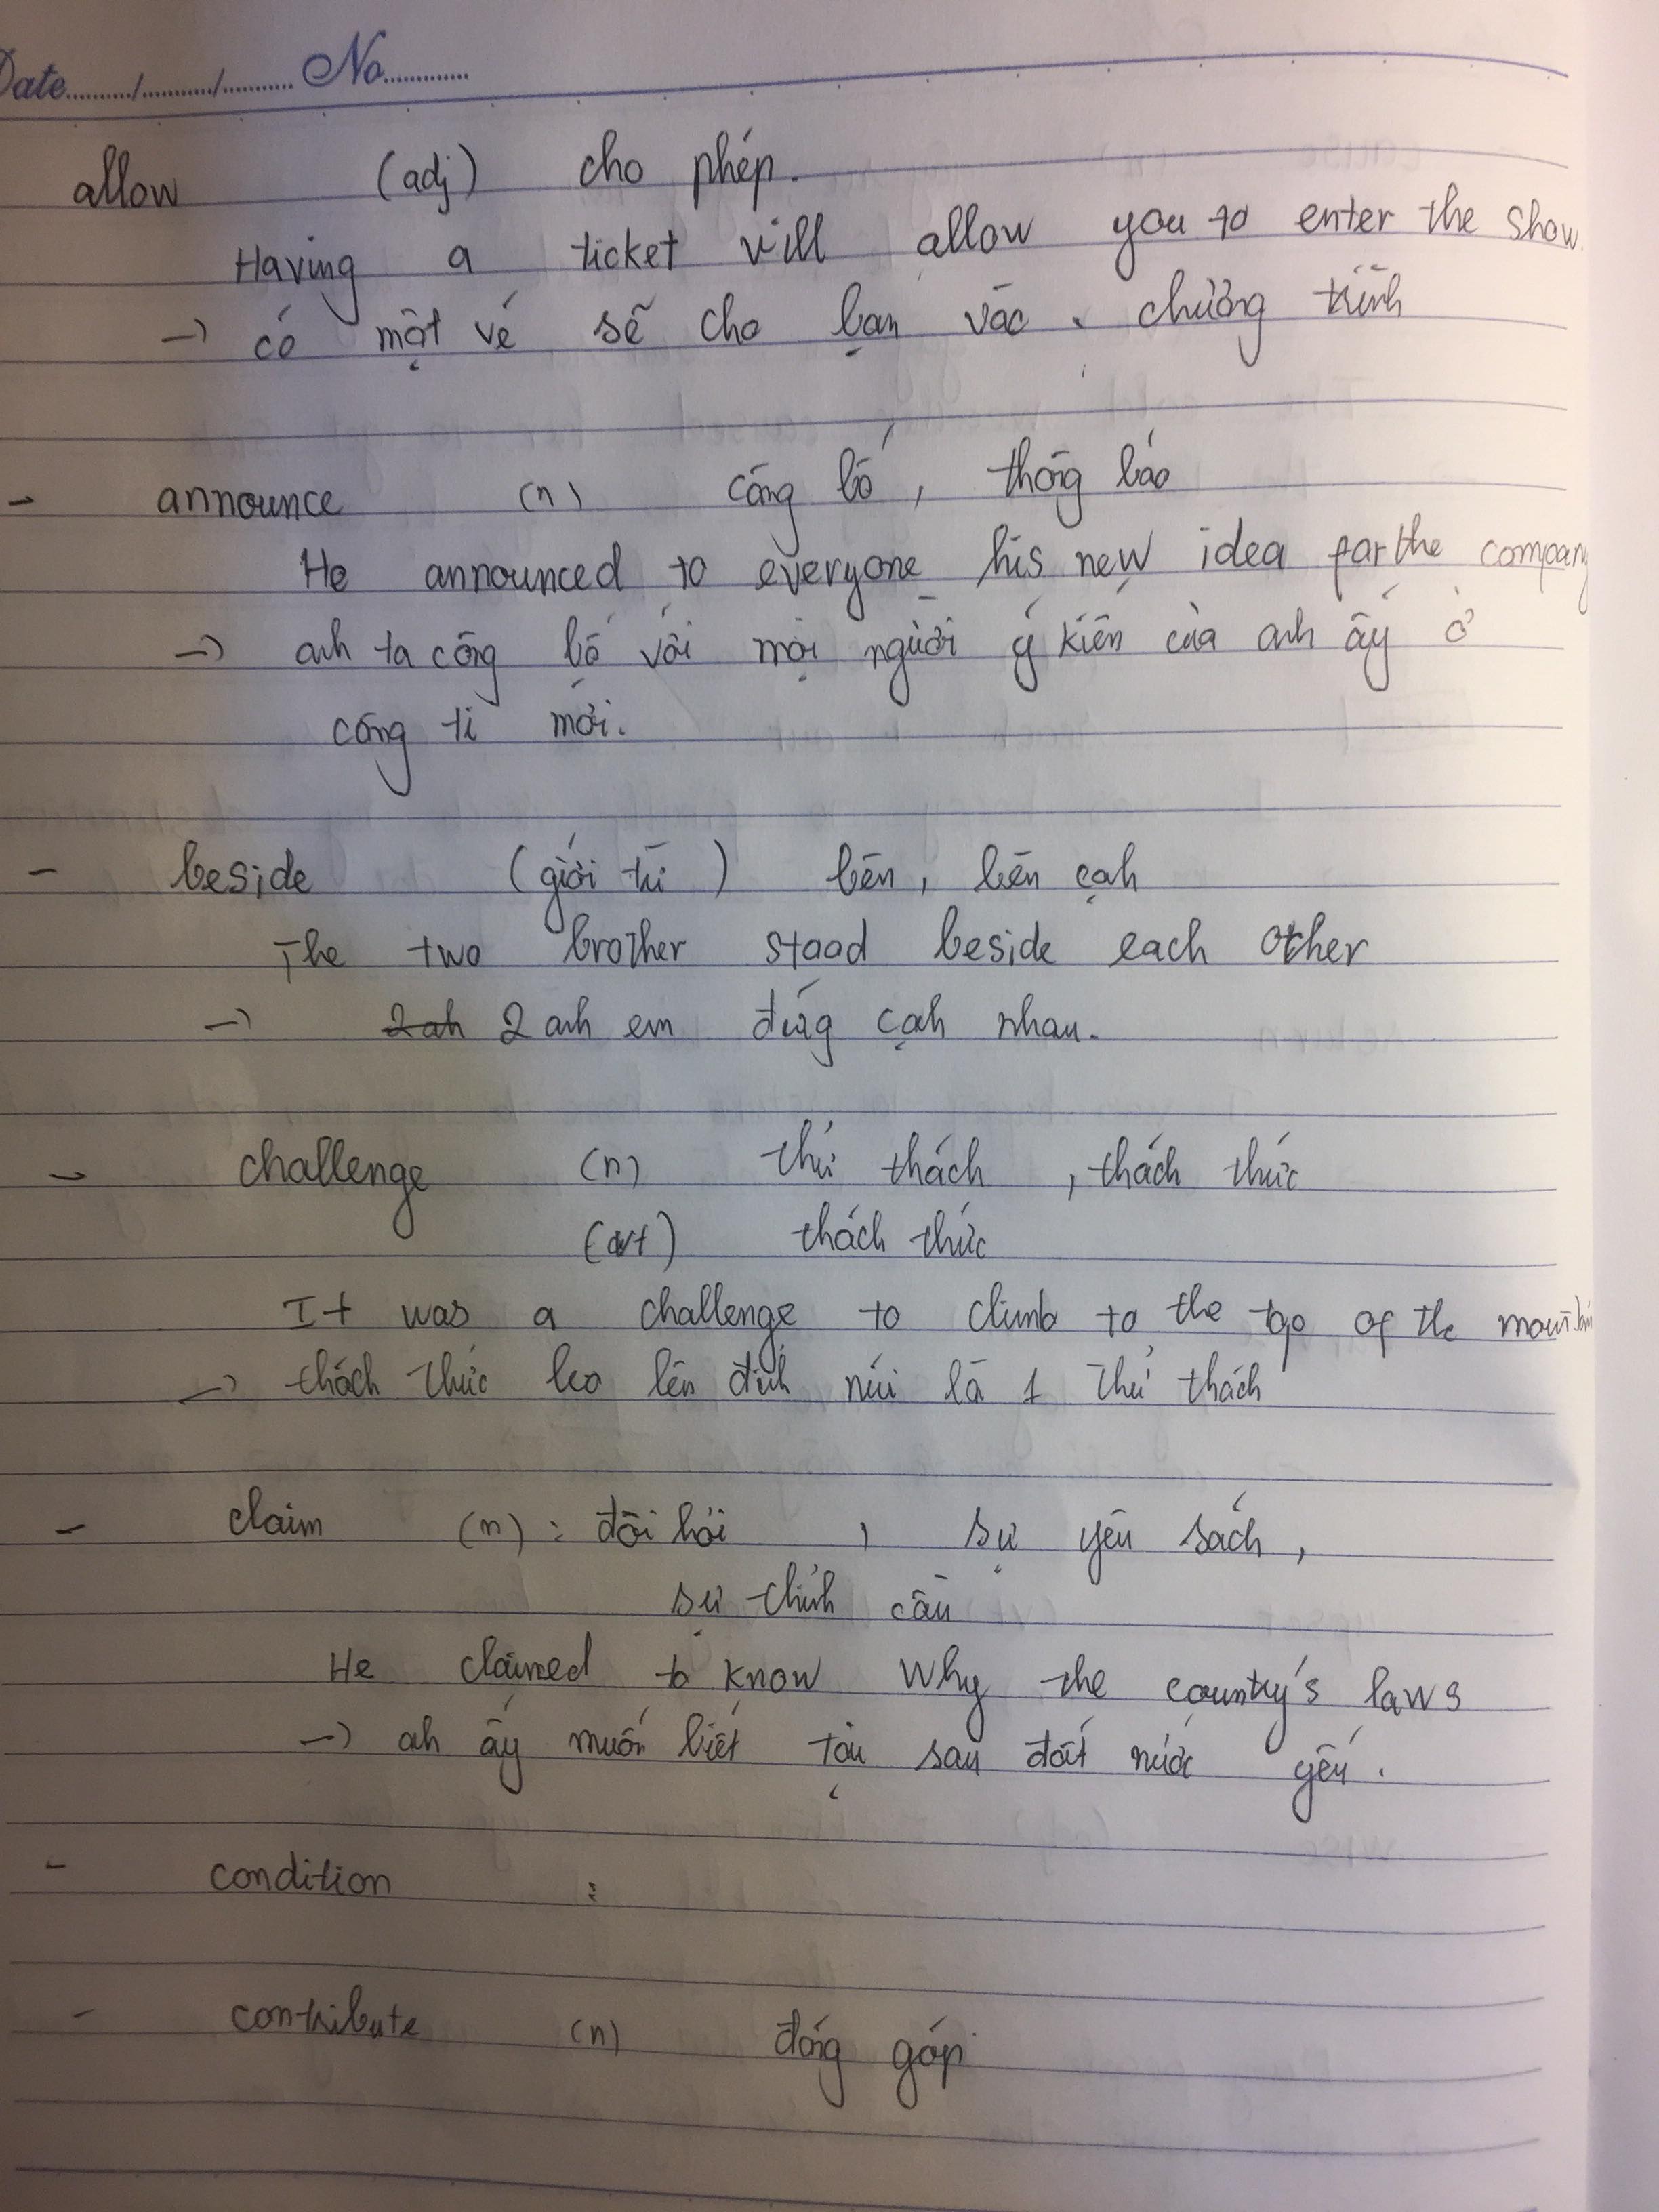 Date........../........../.......... No............
allow (adj) cho phép.
Having a ticket will allow you to enter the show.
→ có một vé sẽ cho bạn vào chương trình
- announce (n) công bố, thông báo
He announced to everyone his new idea for the company
→ anh ta công bố với mọi người ý kiến của anh ấy ở
công ti mới.
- beside (giới từ) bên, bên cạnh
The two brother stood beside each other
→ 2 anh em đứng cạnh nhau.
- challenge (n) thử thách, thách thức
(vt) thách thức
It was a challenge to climb to the top of the mountain
→ thách thức leo lên đỉnh núi là 1 thử thách
- claim (n): đòi hỏi, sự yêu sách,
sự thỉnh cầu
He claimed to know why the country's laws
→ anh ấy muốn biết tại sao đất nước yếu.
- condition :
- contribute (n) đóng góp